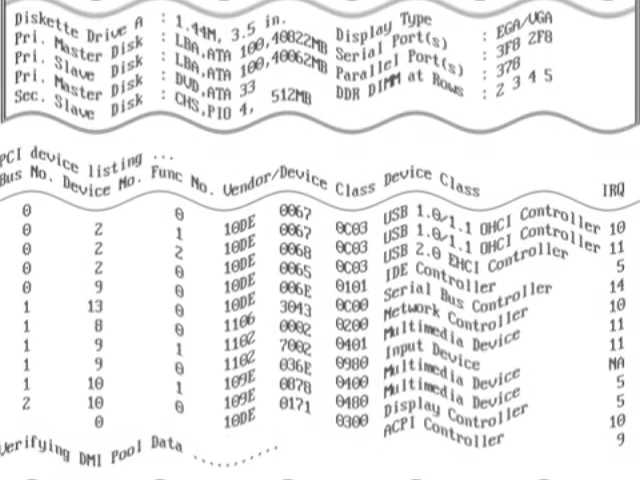 Diskette Drive A : 1.44M, 3.5 in. Display Type : EGA/VGA
Pri. Master Disk : LBA,ATA 100,40822MB Serial Port(s) : 3F8 2F8
Pri. Slave Disk : LBA,ATA 100,40062MB Parallel Port(s) : 378
Pri. Master Disk : DVD,ATA 33 DDR DIMM at Rows : 2 3 4 5
Sec. Slave Disk : CHS,PIO 4, 512MB
PCI device listing ...
Bus No. Device No. Func No. Vendor/Device Class Device Class IRQ
0 2 0 10DE 0067 0C03 USB 1.0/1.1 OHCI Controller 10
0 2 1 10DE 0067 0C03 USB 1.0/1.1 OHCI Controller 11
0 2 2 10DE 0068 0C03 USB 2.0 EHCI Controller 5
0 9 0 10DE 0065 0101 IDE Controller 14
0 13 0 10DE 006E 0C00 Serial Bus Controller 10
1 8 0 1106 3043 0200 Network Controller 11
1 9 0 1102 0002 0401 Multimedia Device 11
1 9 1 1102 7002 0980 Input Device NA
1 10 0 109E 036E 0400 Multimedia Device 5
1 10 1 109E 0878 0480 Multimedia Device 5
2 0 0 10DE 0171 0300 Display Controller 10
ACPI Controller 9
Verifying DMI Pool Data ..........